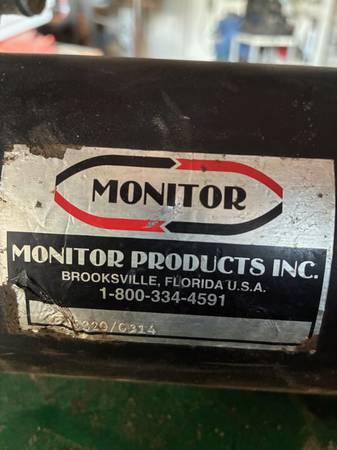 MONITOR
MONITOR PRODUCTS INC.
BROOKSVILLE, FLORIDA U.S.A.
1-800-334-4591